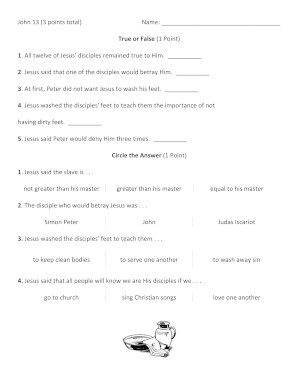 John 13 (3 points total) Name: ___________________________________
True or False (1 Point)
1. All twelve of Jesus' disciples remained true to Him. __________
2. Jesus said that one of the disciples would betray Him. __________
3. At first, Peter did not want Jesus to wash his feet. __________
4. Jesus washed the disciples' feet to teach them the importance of not
having dirty feet. __________
5. Jesus said Peter would deny Him three times. __________
Circle the Answer (1 Point)
1. Jesus said the slave is . . .
not greater than his master greater than his master equal to his master
2. The disciple who would betray Jesus was . . .
Simon Peter John Judas Iscariot
3. Jesus washed the disciples' feet to teach them . . .
to keep clean bodies to serve one another to wash away sin
4. Jesus said that all people will know we are His disciples if we . . .
go to church sing Christian songs love one another